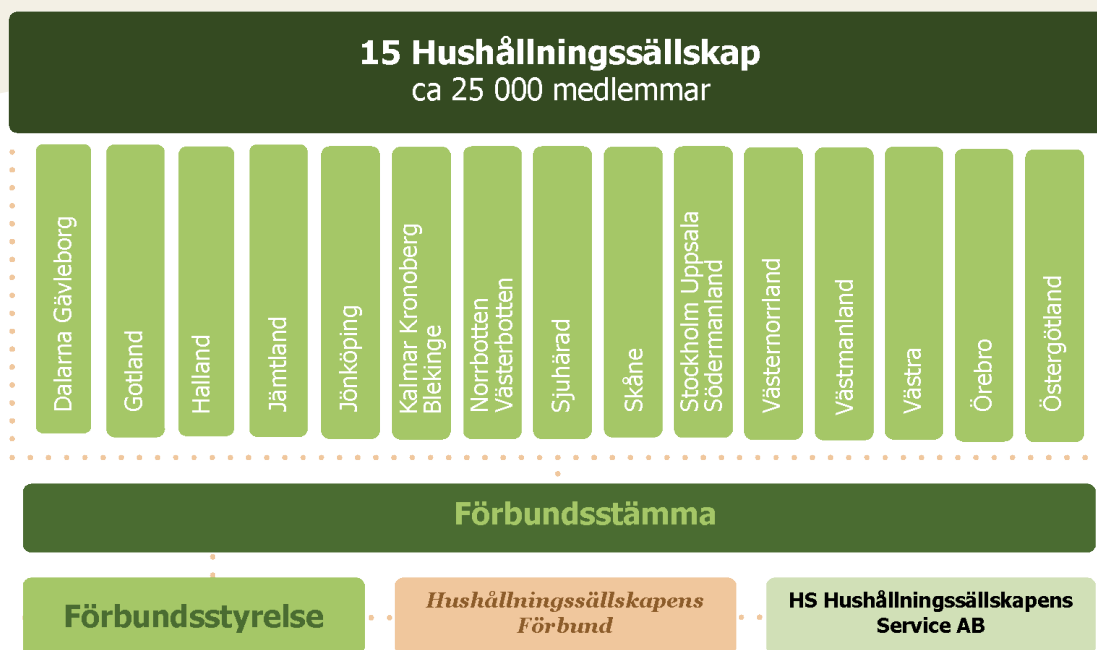 15 Hushållningssällskap
ca 25 000 medlemmar
Dalarna Gävleborg
Gotland
Halland
Jämtland
Jönköping
Kalmar Kronoberg
Blekinge
Norrbotten
Västerbotten
Sjuhärad
Skåne
Stockholm Uppsala
Södermanland
Västernorrland
Västmanland
Västra
Örebro
Östergötland
Förbundsstämma
Förbundsstyrelse
Hushållningssällskapens
Förbund
HS Hushållningssällskapens
Service AB